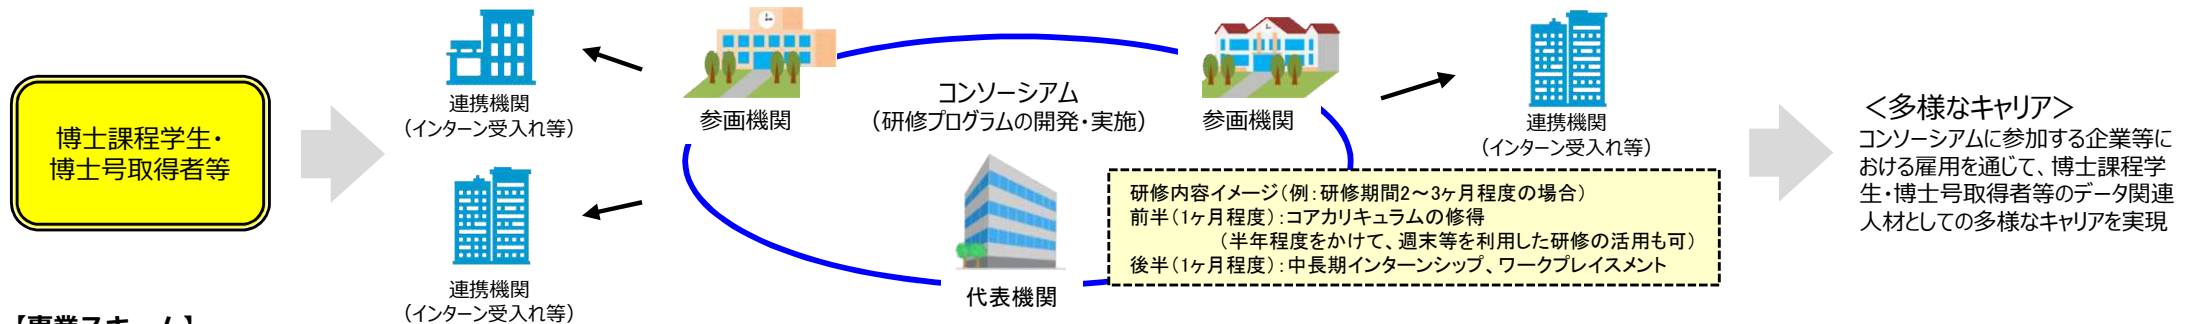 博士課程学生・
博士号取得者等
連携機関
（インターン受入れ等）
連携機関
（インターン受入れ等）
参画機関
コンソーシアム
（研修プログラムの開発・実施）
参画機関
代表機関
連携機関
（インターン受入れ等）
研修内容イメージ（例：研修期間2～3ヶ月程度の場合）
前半（1ヶ月程度）：コアカリキュラムの修得
（半年程度をかけて、週末等を利用した研修の活用も可）
後半（1ヶ月程度）：中長期インターンシップ、ワークプレイスメント
＜多様なキャリア＞
コンソーシアムに参加する企業等に
おける雇用を通じて、博士課程学
生・博士号取得者等のデータ関連
人材としての多様なキャリアを実現
【事業スキーム】